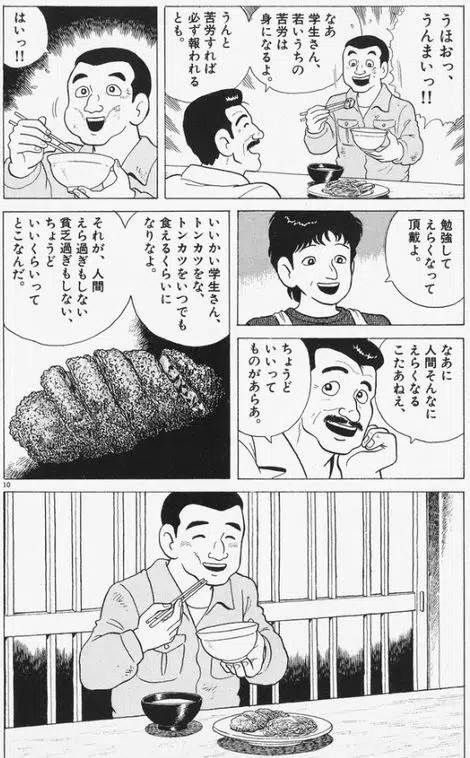 うほおっ、
うんまいっ!!
なあ
学生さん、
若いうちの
苦労は
身になるよ。
うんと
苦労すれば
必ず報われる
とも。
はいっ!!
勉強して
えらくなって
頂戴よ。
なあに
人間そんなに
えらくなる
こたあねえ、
ちょうど
いいって
ものがあらあ。
いいかい学生さん、
トンカツをな、
トンカツをいつでも
食えるくらいに
なりなよ。
それが、人間
えら過ぎもしない
貧乏過ぎもしない、
ちょうど
いいくらいって
とこなんだ。
10